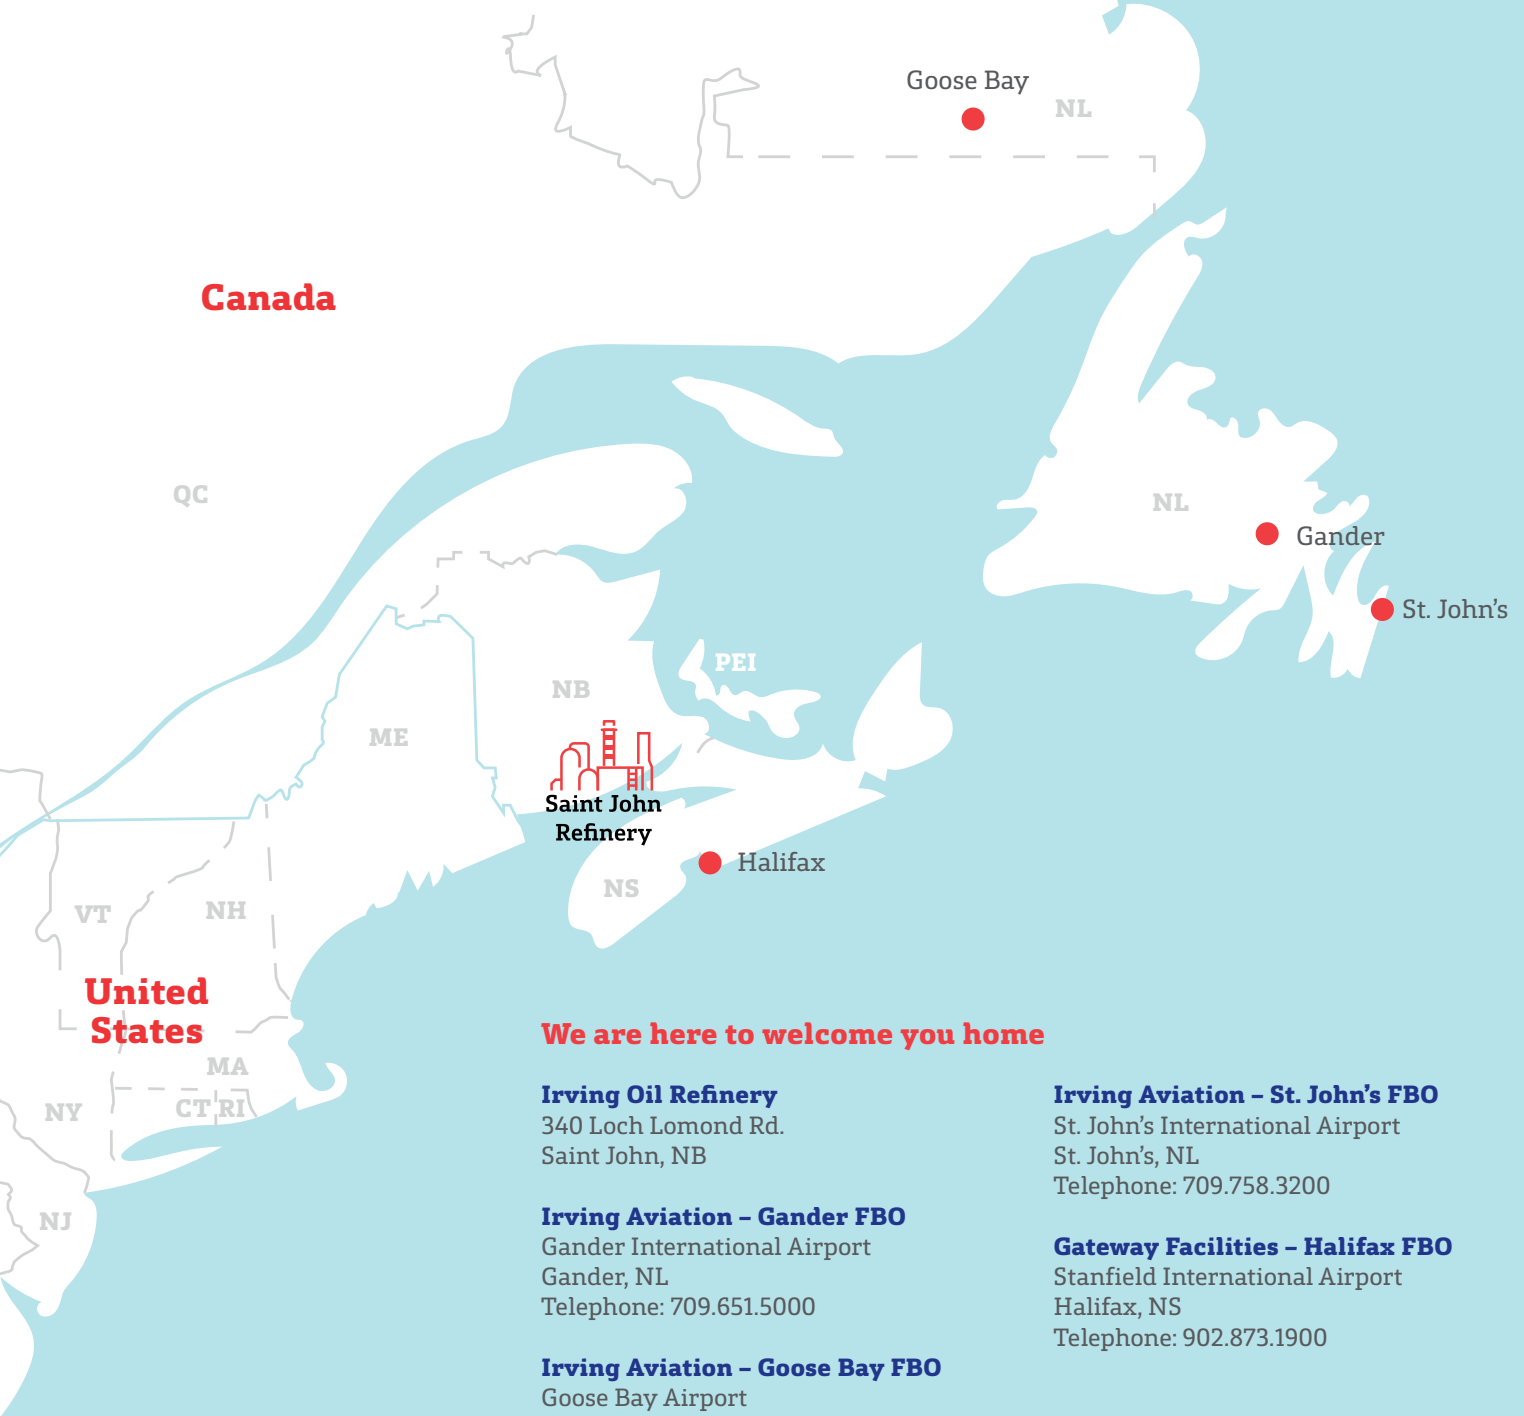 Goose Bay
NL
Canada
QC
NL
Gander
St. John's
PEI
NB
ME
Saint John
Refinery
Halifax
NS
VT
NH
United
States
MA
NY
CT
RI
NJ
We are here to welcome you home
Irving Oil Refinery
340 Loch Lomond Rd.
Saint John, NB
Irving Aviation – Gander FBO
Gander International Airport
Gander, NL
Telephone: 709.651.5000
Irving Aviation – Goose Bay FBO
Goose Bay Airport
Irving Aviation – St. John's FBO
St. John's International Airport
St. John's, NL
Telephone: 709.758.3200
Gateway Facilities – Halifax FBO
Stanfield International Airport
Halifax, NS
Telephone: 902.873.1900